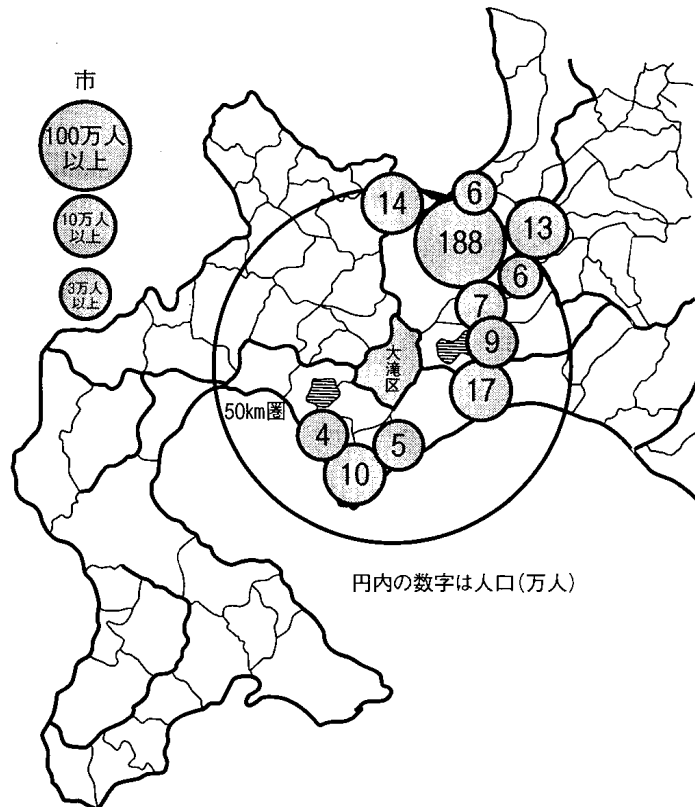 市
100万人
以上
10万人
以上
3万人
以上
14
6
188
13
6
7
9
17
大滝区
50km圏
4
5
10
円内の数字は人口(万人)